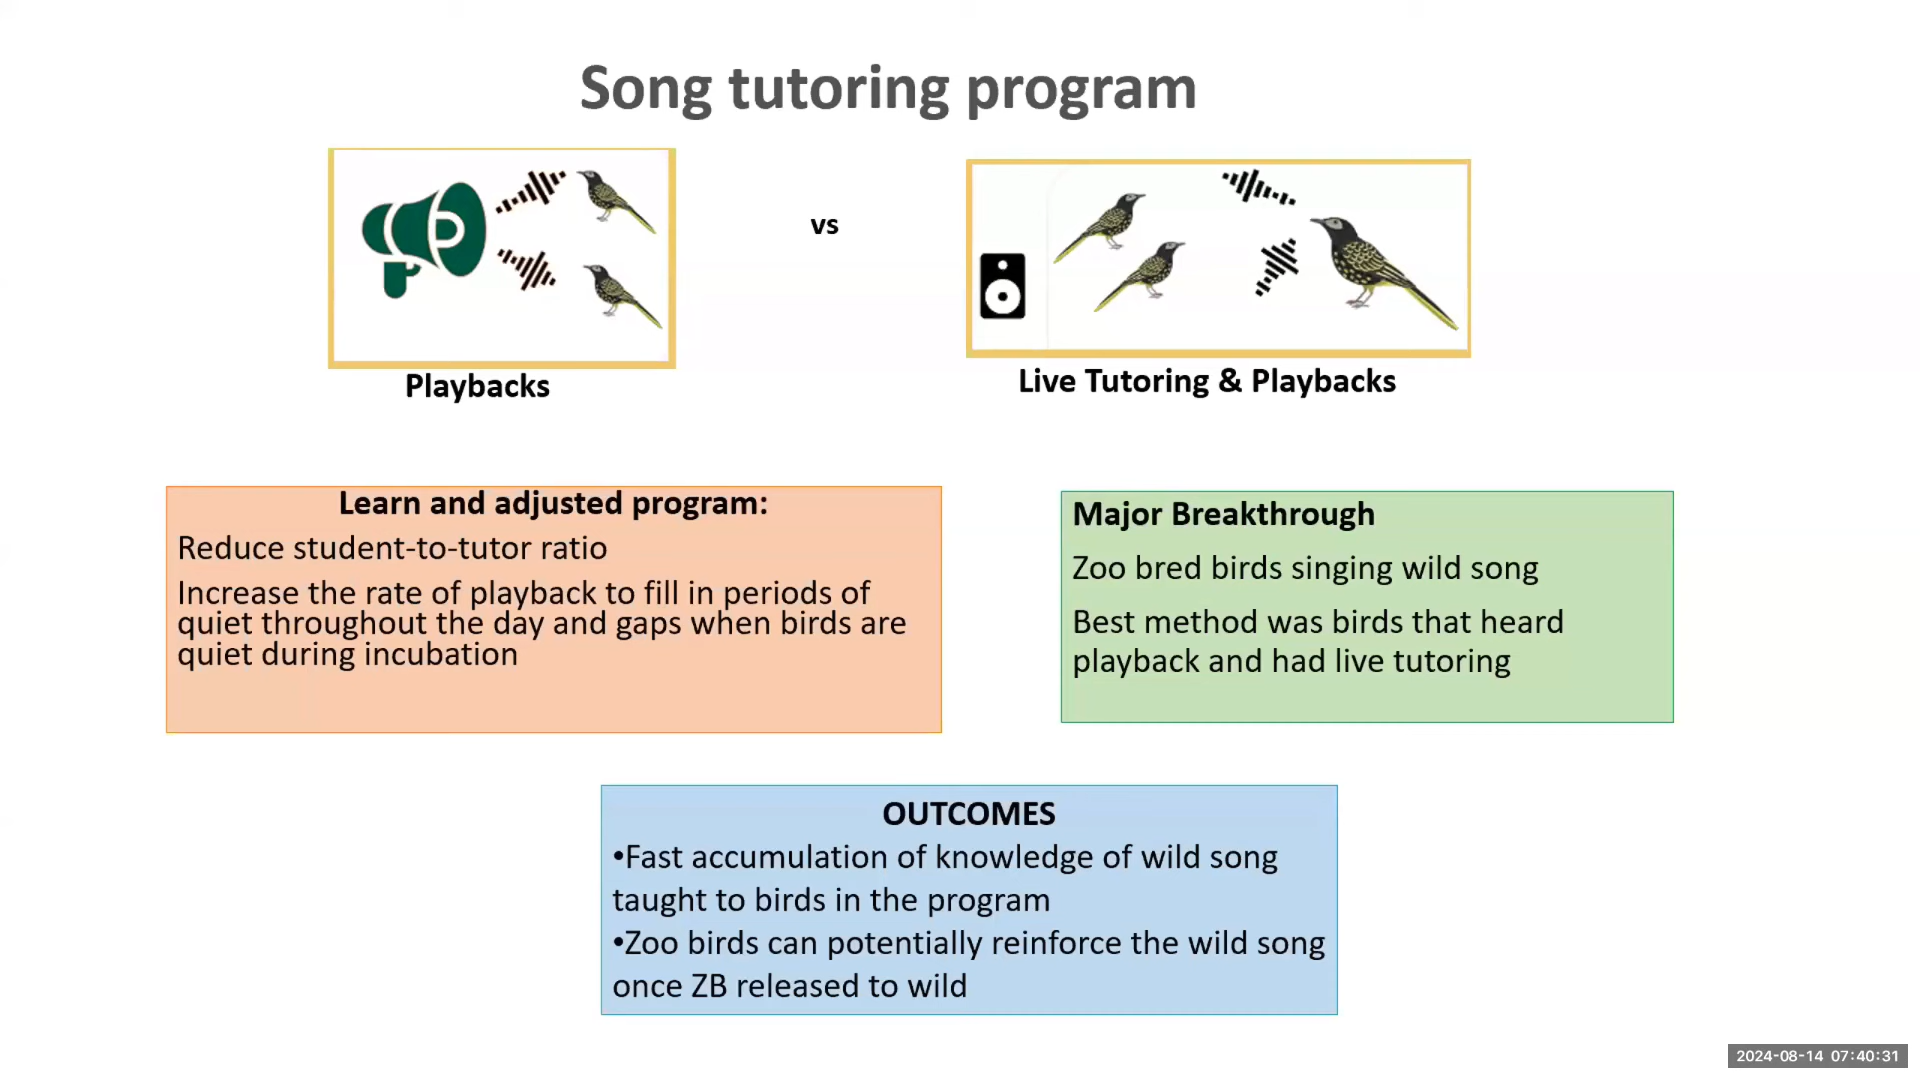 Song tutoring program
vs
Playbacks
Live Tutoring & Playbacks
Learn and adjusted program:
Reduce student-to-tutor ratio
Increase the rate of playback to fill in periods of
quiet throughout the day and gaps when birds are
quiet during incubation
Major Breakthrough
Zoo bred birds singing wild song
Best method was birds that heard
playback and had live tutoring
OUTCOMES
•Fast accumulation of knowledge of wild song
taught to birds in the program
•Zoo birds can potentially reinforce the wild song
once ZB released to wild
2024-08-14 07:40:31